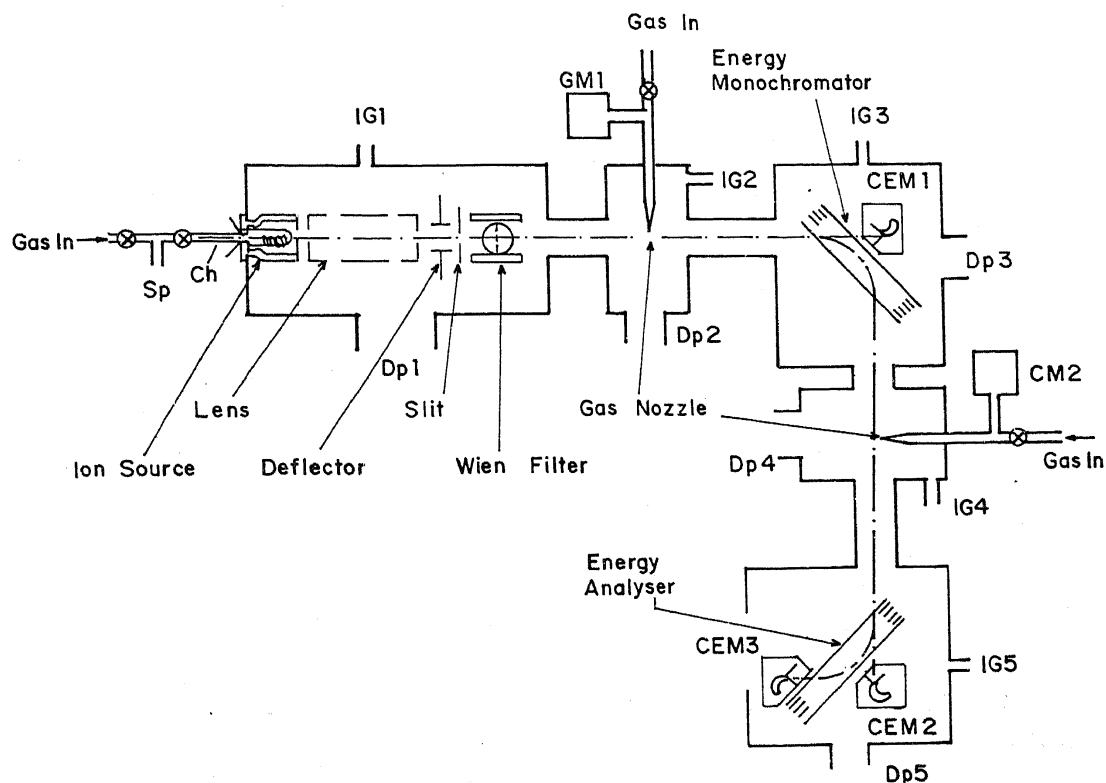 Gas In
Energy
Monochromator
GM1
IG1
IG3
IG2
CEM1
Gas In
Ch
Sp
Dp3
Dp1
Dp2
CM2
Lens
Slit
Gas Nozzle
Ion Source
Deflector
Wien Filter
Dp4
Gas In
IG4
Energy
Analyser
CEM3
IG5
CEM2
Dp5